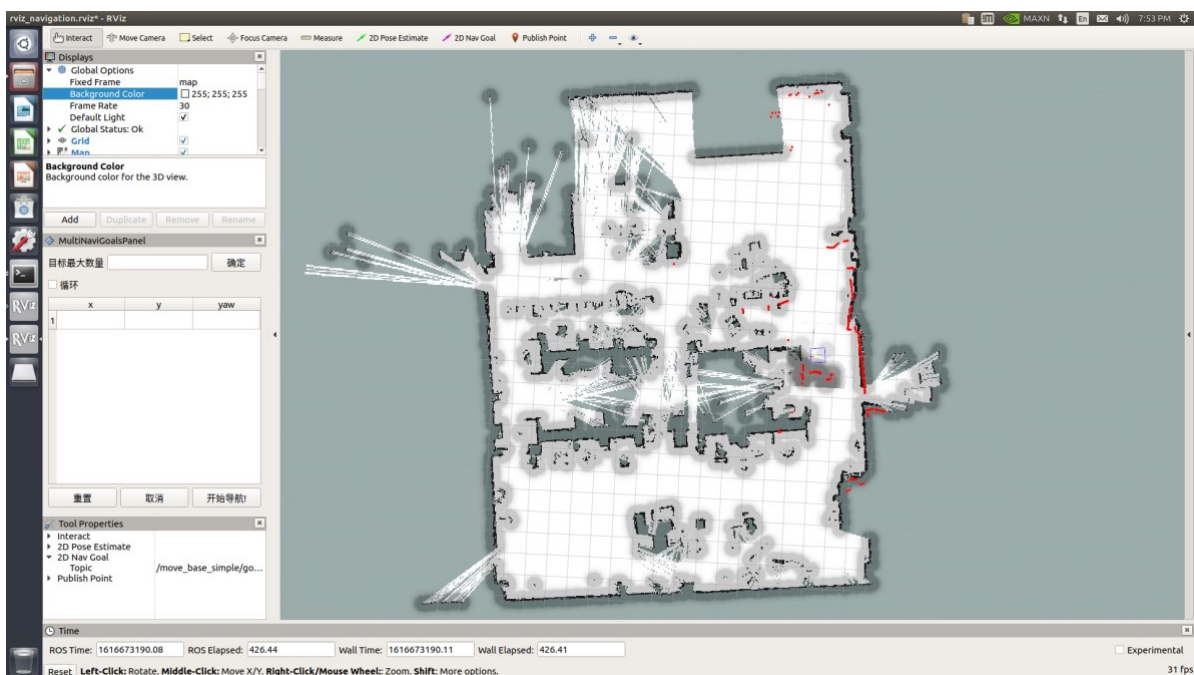 rviz_navigation.rviz* - RViz
MAXN En 7:53 PM
Interact Move Camera Select Focus Camera Measure 2D Pose Estimate 2D Nav Goal Publish Point
Displays
Global Options
Fixed Frame map
Background Color 255; 255; 255
Frame Rate 30
Default Light ✓
✓ Global Status: Ok
Grid ✓
Map ✓
Background Color
Background color for the 3D view.
Add Duplicate Remove Rename
MultiNaviGoalsPanel
目标最大数量 确定
循环
x y yaw
1
重置 取消 开始导航!
Tool Properties
Interact
2D Pose Estimate
2D Nav Goal
Topic /move_base_simple/go...
Publish Point
RViz
RViz
Time
ROS Time: 1616673190.08 ROS Elapsed: 426.44 Wall Time: 1616673190.11 Wall Elapsed: 426.41 Experimental
Reset Left-Click: Rotate. Middle-Click: Move X/Y. Right-Click/Mouse Wheel:: Zoom. Shift: More options. 31 fps